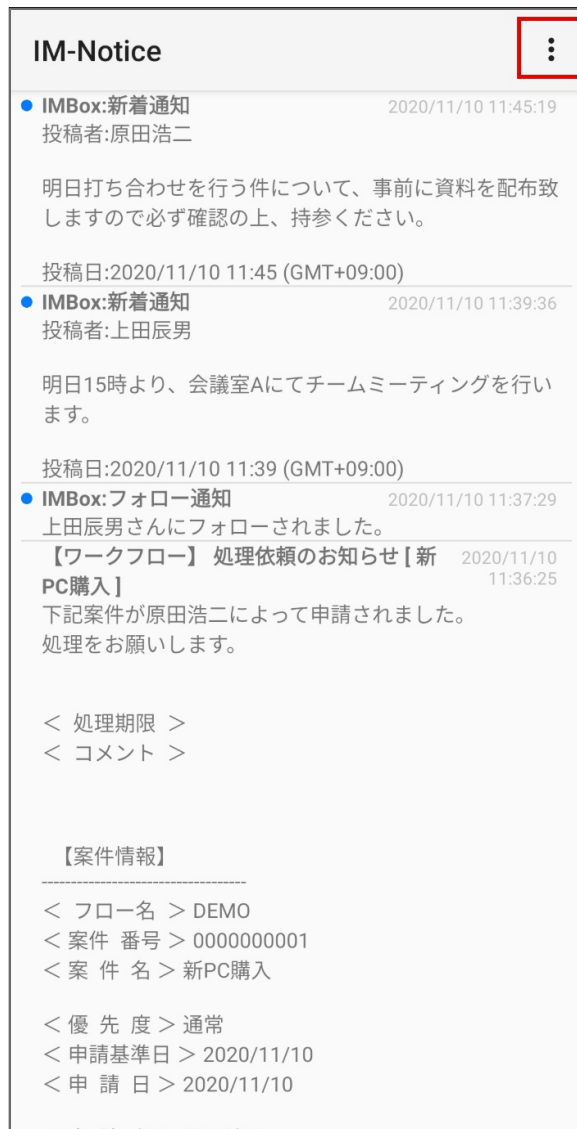 IM-Notice
IMBox:新着通知 2020/11/10 11:45:19
投稿者:原田浩二
明日打ち合わせを行う件について、事前に資料を配布致
しますので必ず確認の上、持参ください。
投稿日:2020/11/10 11:45 (GMT+09:00)
IMBox:新着通知 2020/11/10 11:39:36
投稿者:上田辰男
明日15時より、会議室Aにてチームミーティングを行い
ます。
投稿日:2020/11/10 11:39 (GMT+09:00)
IMBox:フォロー通知 2020/11/10 11:37:29
上田辰男さんにフォローされました。
【ワークフロー】 処理依頼のお知らせ [ 新 2020/11/10
PC購入 ] 11:36:25
下記案件が原田浩二によって申請されました。
処理をお願いします。
＜ 処理期限 ＞
＜ コメント ＞
【案件情報】
-----------------------------------
＜ フロー名 ＞ DEMO
＜ 案件 番号 ＞ 0000000001
＜ 案 件 名 ＞ 新PC購入
＜ 優 先 度 ＞ 通常
＜ 申請基準日 ＞ 2020/11/10
＜ 申 請 日 ＞ 2020/11/10